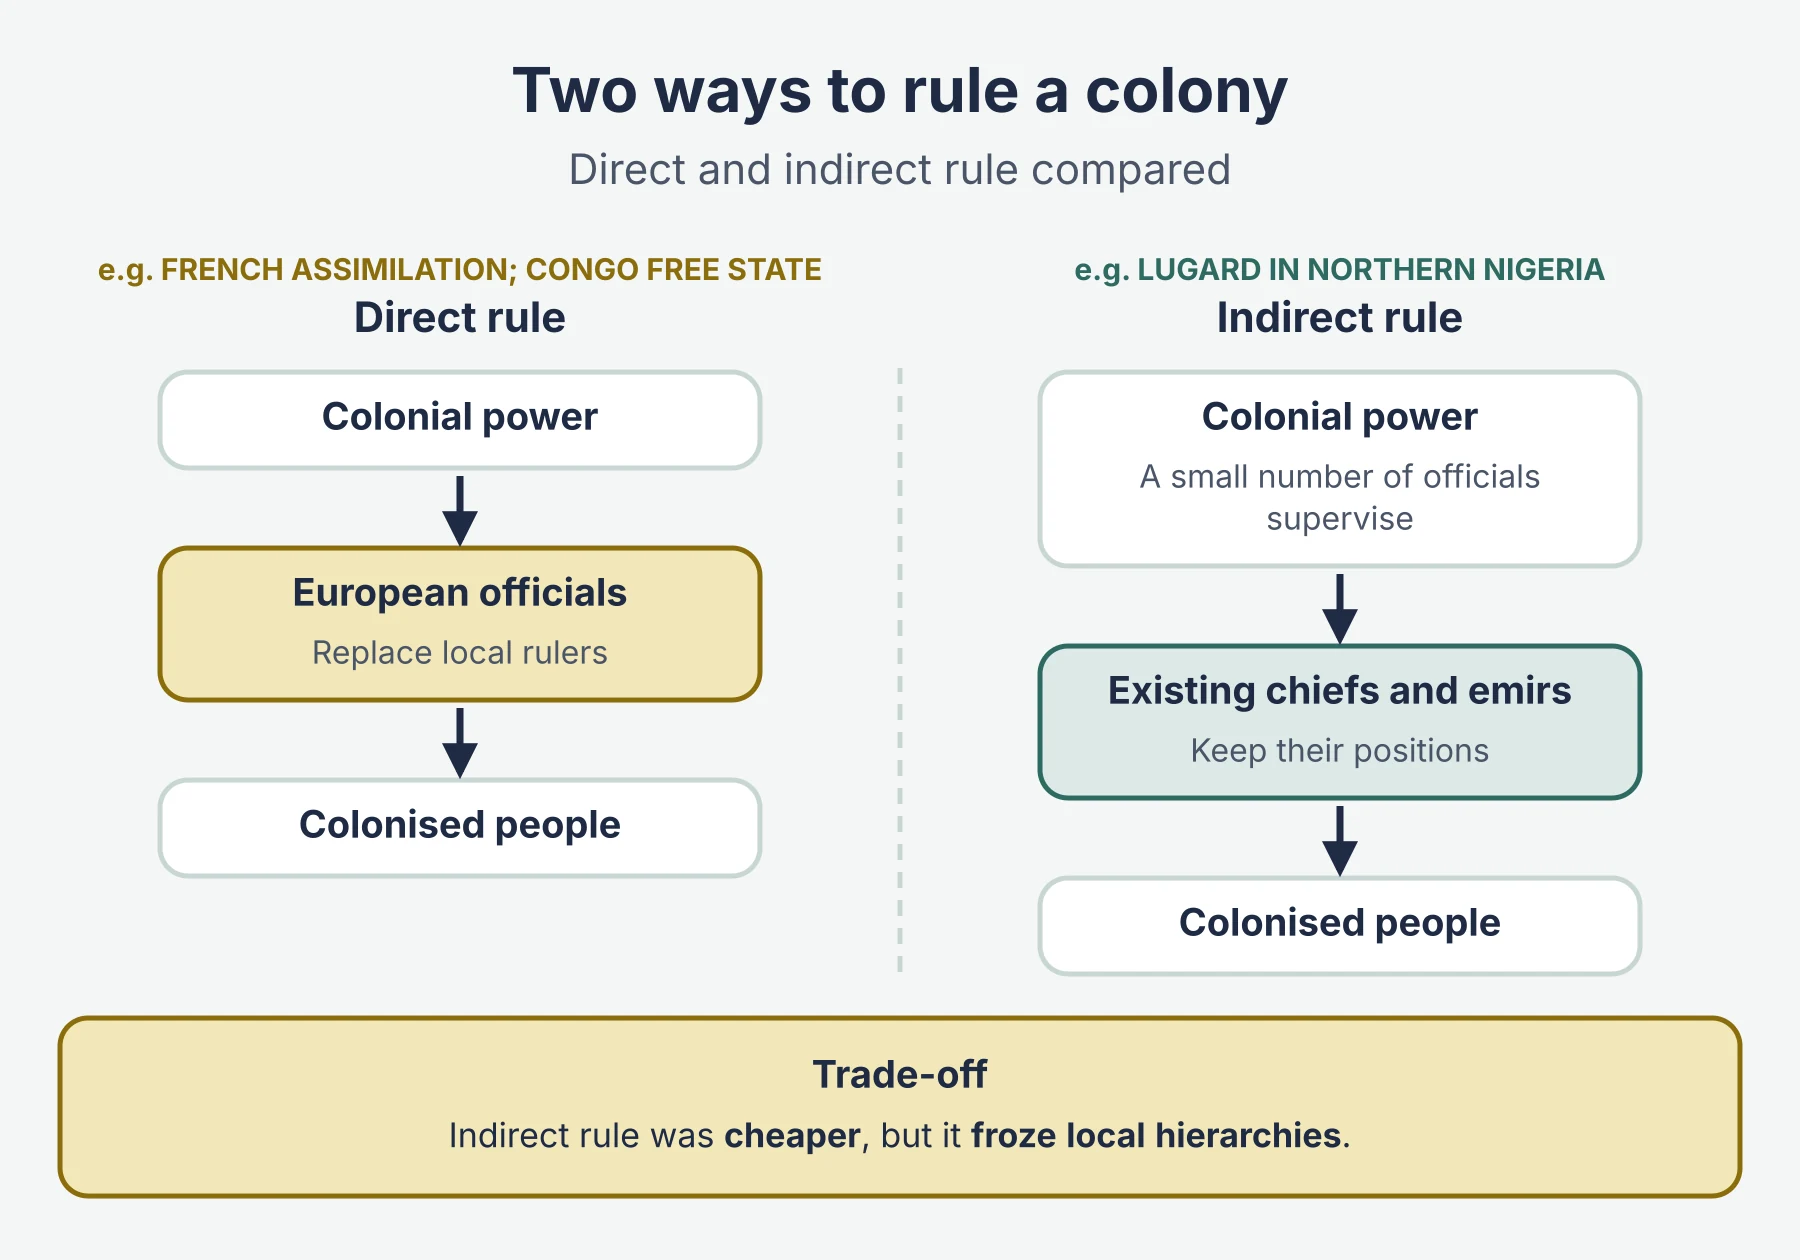 Two ways to rule a colony
Direct and indirect rule compared
e.g. FRENCH ASSIMILATION; CONGO FREE STATE
Direct rule
Colonial power
European officials
Replace local rulers
Colonised people
e.g. LUGARD IN NORTHERN NIGERIA
Indirect rule
Colonial power
A small number of officials
supervise
Existing chiefs and emirs
Keep their positions
Colonised people
Trade-off
Indirect rule was cheaper, but it froze local hierarchies.